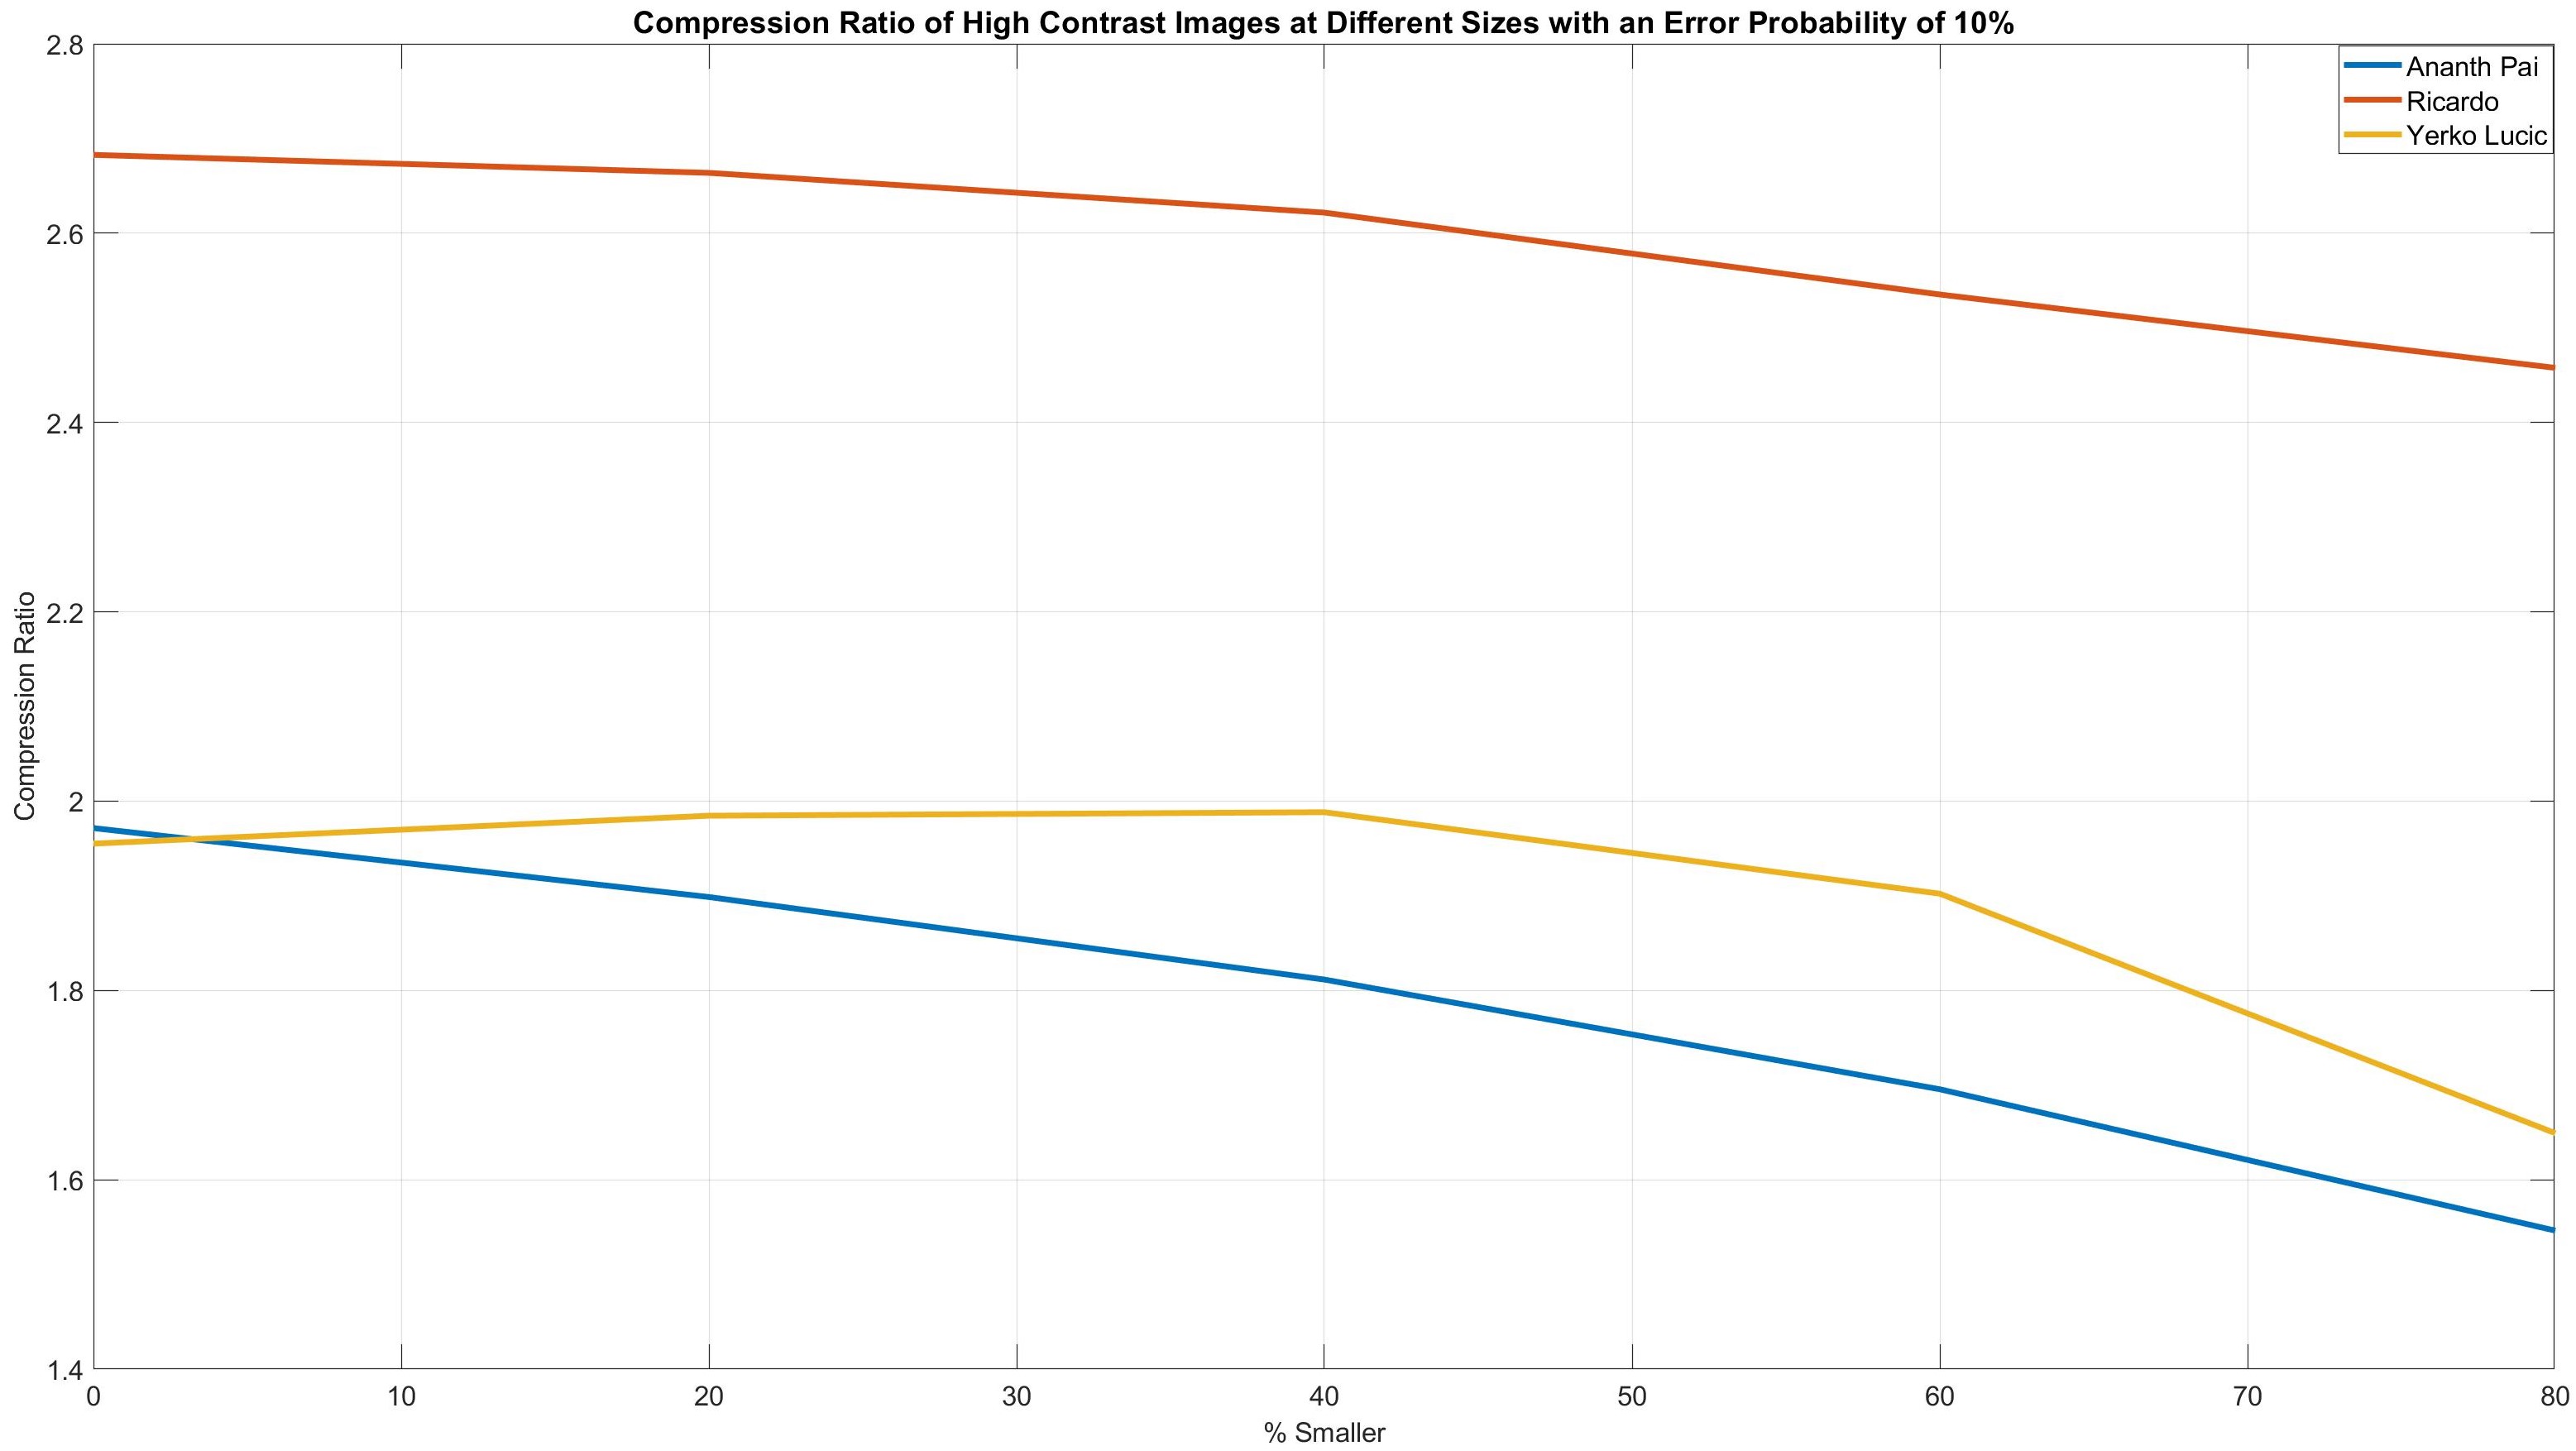 Compression Ratio of High Contrast Images at Different Sizes with an Error Probability of 10%
Ananth Pai
Ricardo
Yerko Lucic
Compression Ratio
2.8
2.6
2.4
2.2
2
1.8
1.6
1.4
0 10 20 30 40 50 60 70 80
% Smaller